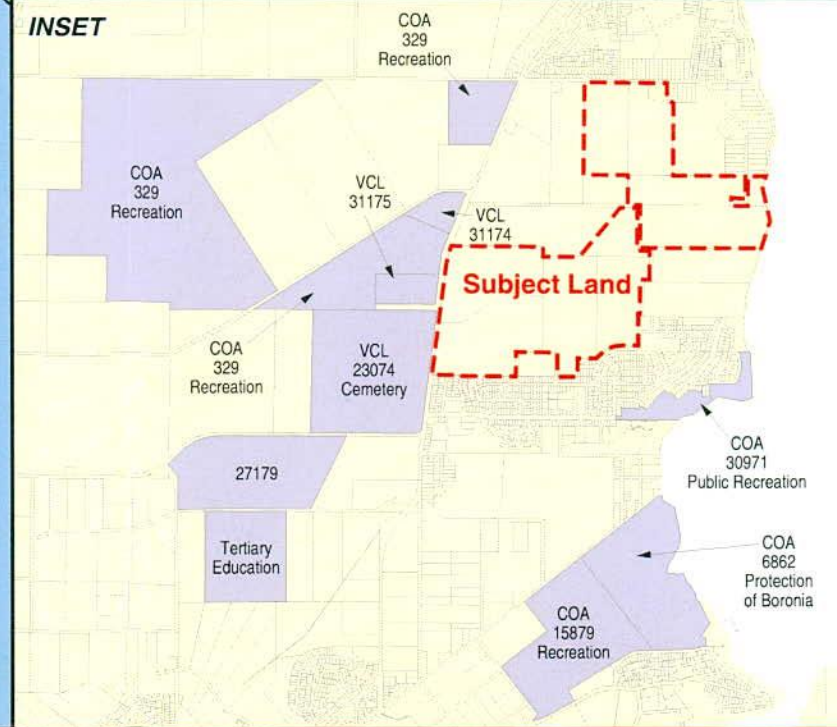 INSET
COA
329
Recreation
COA
329
Recreation
VCL
31175
VCL
31174
Subject Land
COA
329
Recreation
VCL
23074
Cemetery
COA
30971
Public Recreation
27179
Tertiary
Education
COA
6862
Protection
of Boronia
COA
15879
Recreation